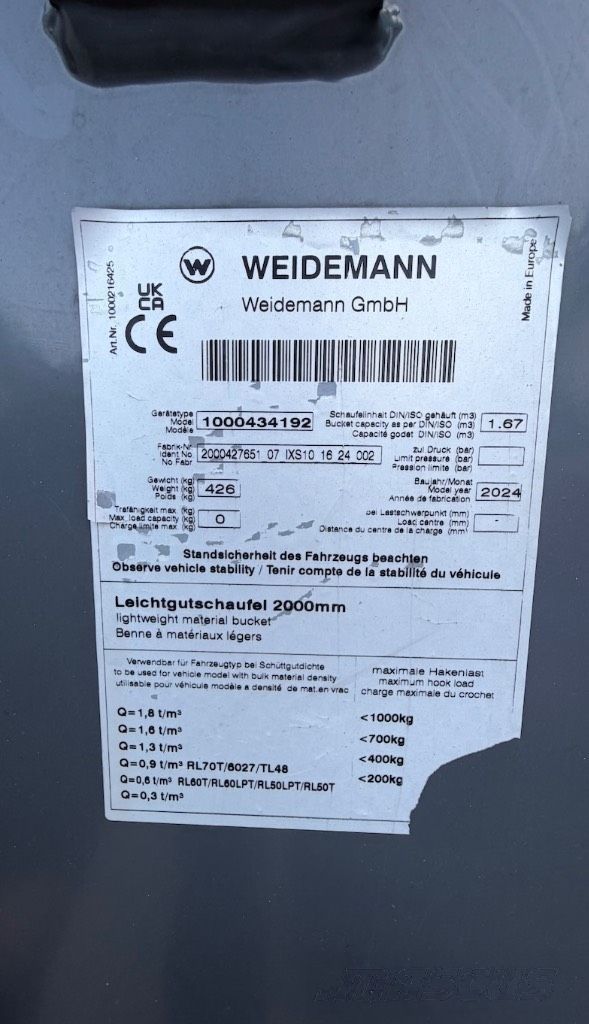 W WEIDEMANN
Weidemann GmbH
Made in Europe
Art.Nr. 1000216425
UK
CA
CE
Gerätetype
Model
Modèle
1000434192
Schaufelinhalt DIN/ISO gehäuft (m3)
Bucket capacity as per DIN/ISO (m3)
Capacité godet DIN/ISO (m3)
1.67
Fabrik-Nr
Ident No
No Fabr
2000427651 07 IXS10 16 24 002
zul Druck (bar)
Limit pressure (bar)
Pression limite (bar)
Gewicht (kg)
Weight (kg)
Poids (kg)
426
Baujahr/Monat
Model year
Année de fabrication
2024
Tragfähigkeit max. (kg)
Max. load capacity (kg)
Charge limite max (kg)
0
bei Lastschwerpunkt (mm)
Load centre (mm)
Distance du centre de la charge (mm)
-
Standsicherheit des Fahrzeugs beachten
Observe vehicle stability / Tenir compte de la stabilité du véhicule
Leichtgutschaufel 2000mm
lightweight material bucket
Benne à matériaux légers
Verwendbar für Fahrzeugtyp bei Schüttgutdichte
to be used for vehicle model with bulk material density
utilisable pour véhicule modèle a densité de mat.en vrac
maximale Hakenlast
maximum hook load
charge maximale du crochet
Q=1,8 t/m³
Q=1,6 t/m³
Q=1,3 t/m³
Q=0,9 t/m³ RL70T/6027/TL48
Q=0,6 t/m³ RL60T/RL60LPT/RL50LPT/RL50T
Q=0,3 t/m³
<1000kg
<700kg
<400kg
<200kg